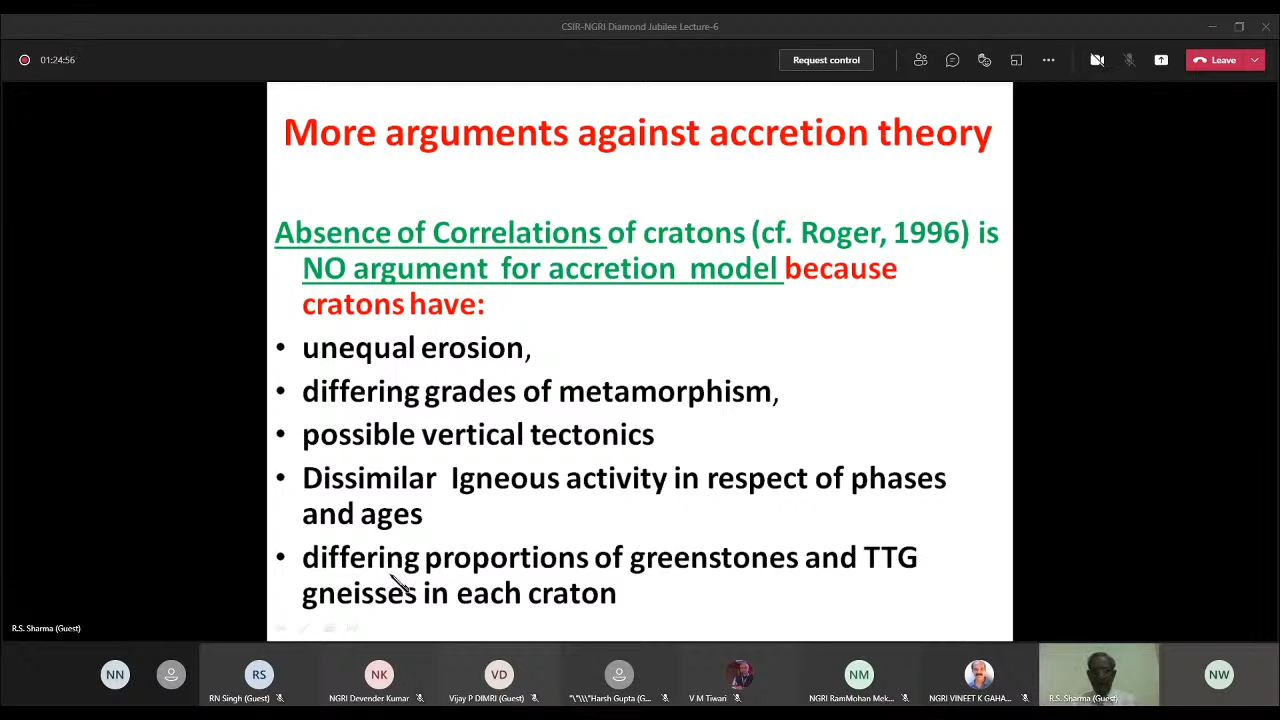 CSIR-NGRI Diamond Jubilee Lecture-6
01:24:56
Request control
Leave
More arguments against accretion theory
Absence of Correlations of cratons (cf. Roger, 1996) is
NO argument for accretion model because
cratons have:
• unequal erosion,
• differing grades of metamorphism,
• possible vertical tectonics
• Dissimilar Igneous activity in respect of phases
and ages
• differing proportions of greenstones and TTG
gneisses in each craton
R.S. Sharma (Guest)
NN RS NK VD NM NW
RN Singh (Guest) NGRI Devender Kumar Vijay P DIMRI (Guest) "\"\\\"Harsh Gupta (G... V M Tiwari NGRI RamMohan Mek... NGRI VINEET K GAHA... R.S. Sharma (Guest)